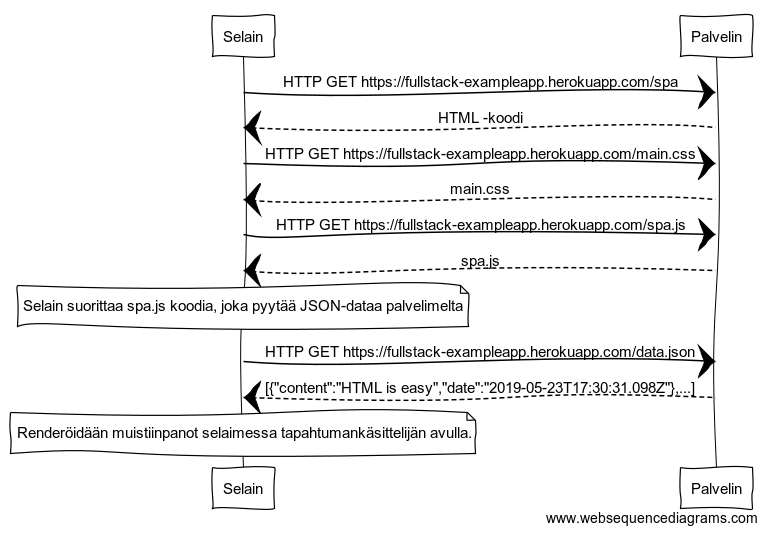 Selain Palvelin
HTTP GET https://fullstack-exampleapp.herokuapp.com/spa
HTML -koodi
HTTP GET https://fullstack-exampleapp.herokuapp.com/main.css
main.css
HTTP GET https://fullstack-exampleapp.herokuapp.com/spa.js
spa.js
Selain suorittaa spa.js koodia, joka pyytää JSON-dataa palvelimelta
HTTP GET https://fullstack-exampleapp.herokuapp.com/data.json
[{"content":"HTML is easy","date":"2019-05-23T17:30:31.098Z"},...]
Renderöidään muistiinpanot selaimessa tapahtumankäsittelijän avulla.
Selain Palvelin
www.websequencediagrams.com